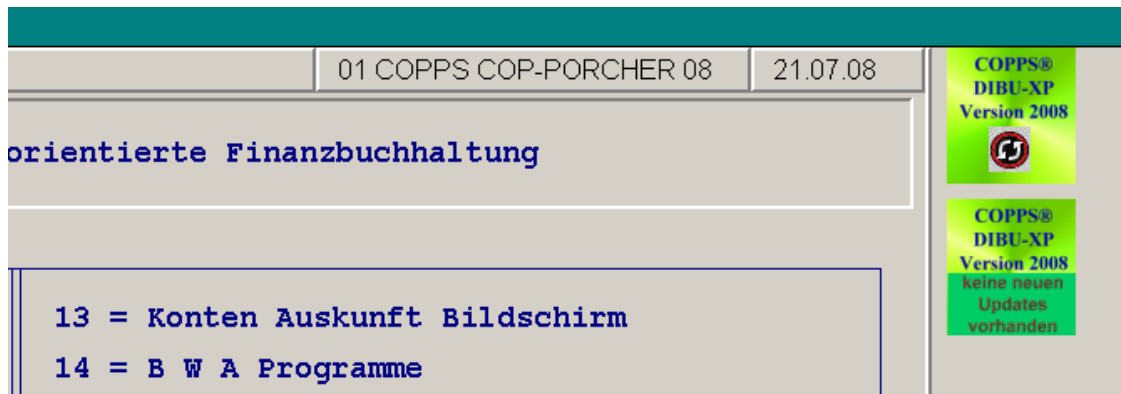 01 COPPS COP-PORCHER 08
21.07.08
COPPS®
DIBU-XP
Version 2008
orientierte Finanzbuchhaltung
COPPS®
DIBU-XP
Version 2008
keine neuen
Updates
vorhanden
13 = Konten Auskunft Bildschirm
14 = B W A Programme